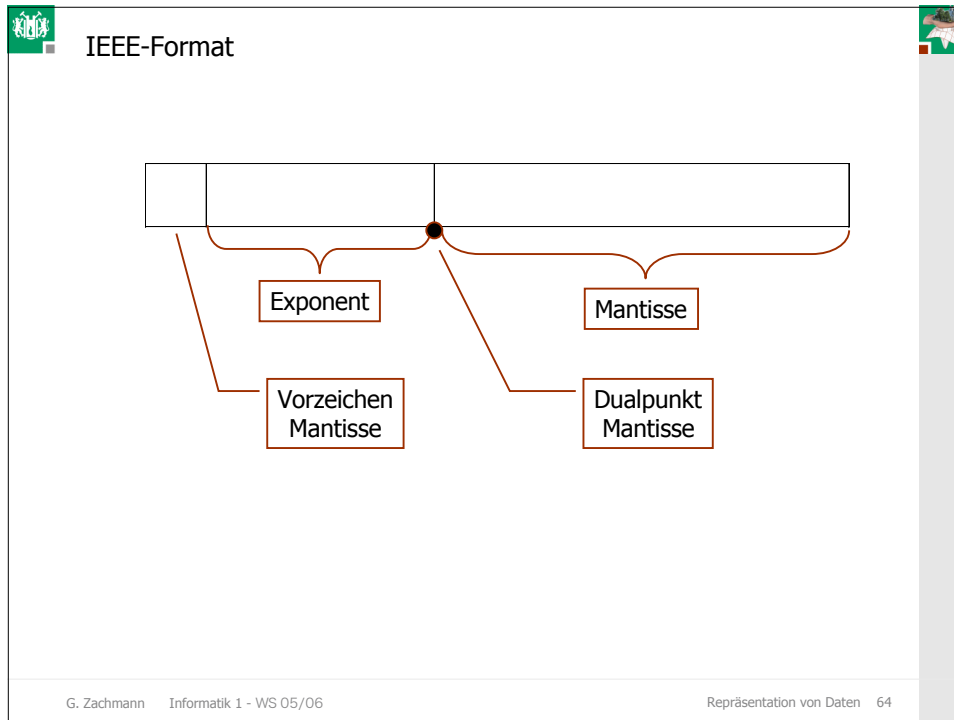 IEEE-Format
Exponent
Mantisse
Vorzeichen
Mantisse
Dualpunkt
Mantisse
G. Zachmann Informatik 1 - WS 05/06
Repräsentation von Daten 64